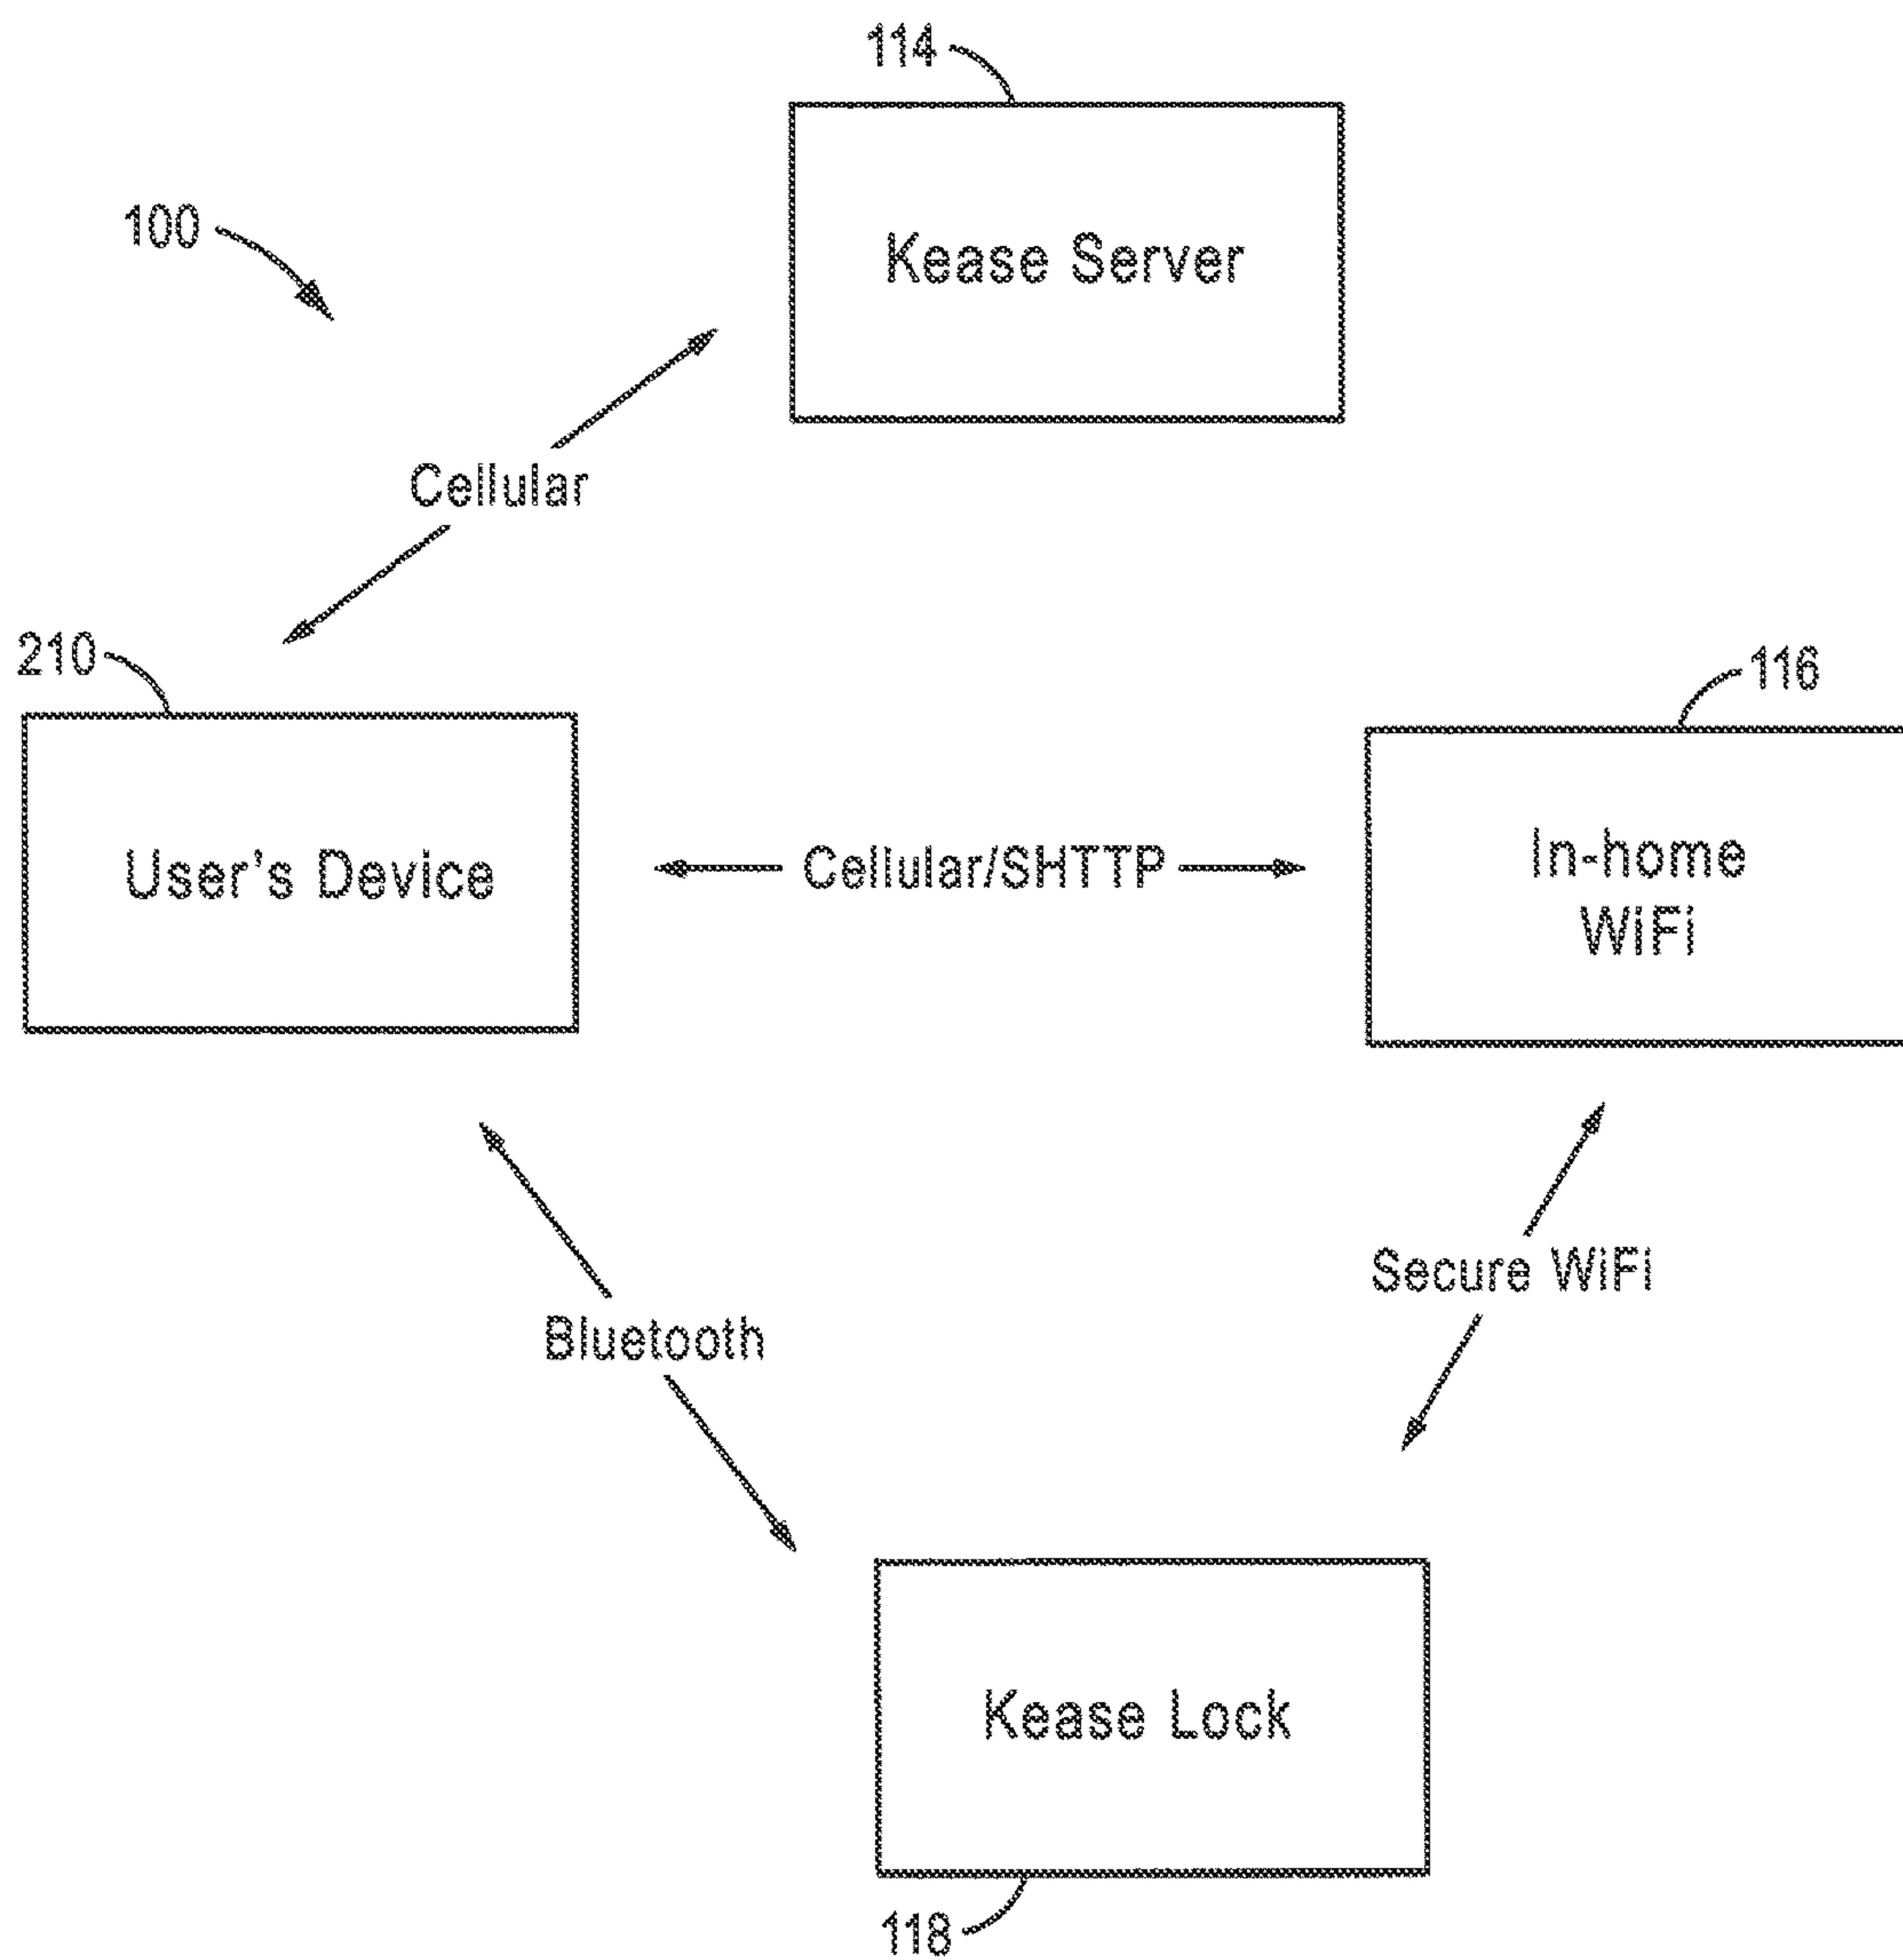 114
100
Kease Server
Cellular
210
116
User's Device
Cellular/SHTTP
In-home
WiFi
Secure WiFi
Bluetooth
Kease Lock
118